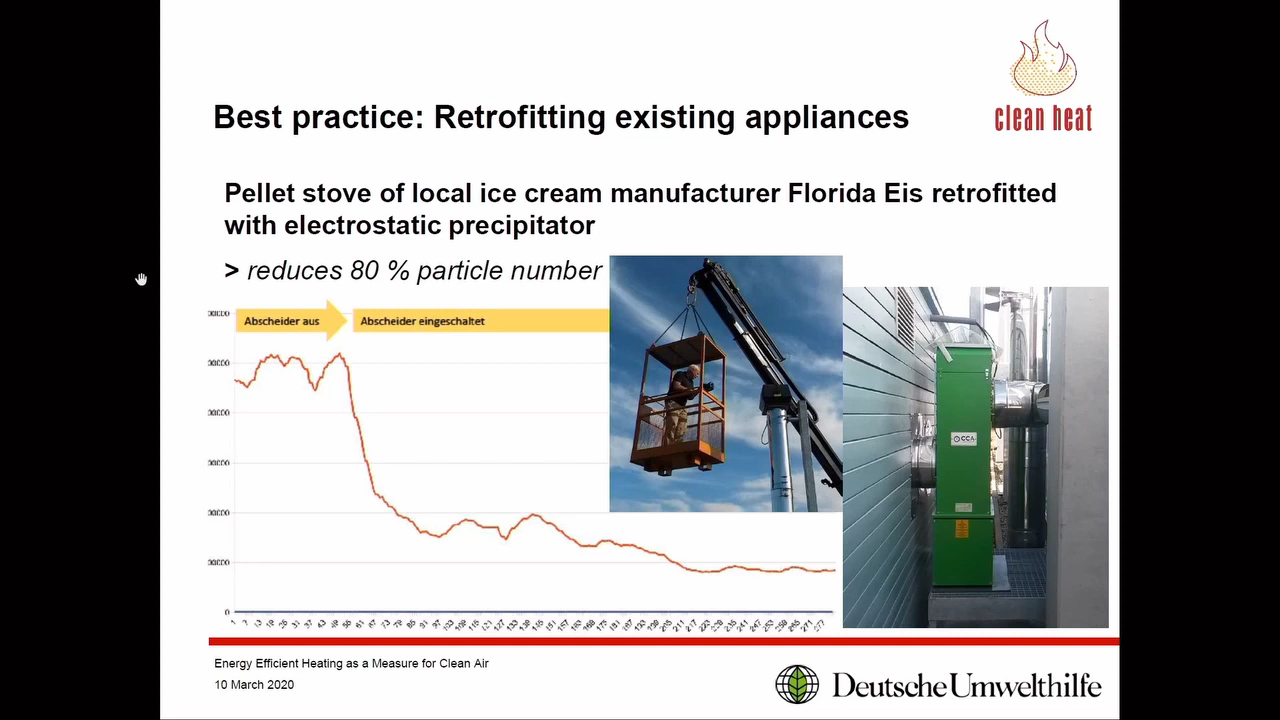 clean heat
Best practice: Retrofitting existing appliances
Pellet stove of local ice cream manufacturer Florida Eis retrofitted
with electrostatic precipitator
> reduces 80 % particle number
Abscheider aus
Abscheider eingeschaltet
CCA
0
Energy Efficient Heating as a Measure for Clean Air
10 March 2020
Deutsche Umwelthilfe